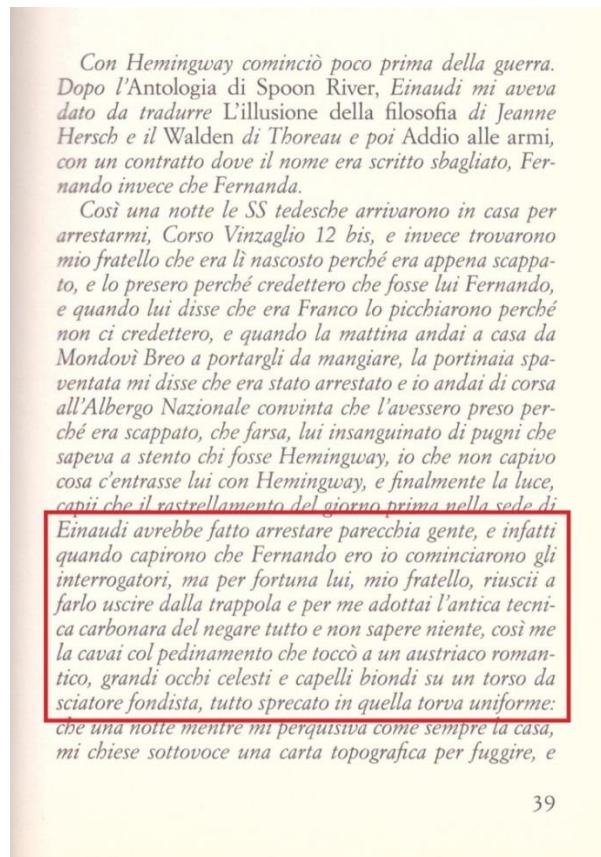 Con Hemingway cominciò poco prima della guerra.
Dopo l'Antologia di Spoon River, Einaudi mi aveva
dato da tradurre L'illusione della filosofia di Jeanne
Hersch e il Walden di Thoreau e poi Addio alle armi,
con un contratto dove il nome era scritto sbagliato, Fer-
nando invece che Fernanda.
Così una notte le SS tedesche arrivarono in casa per
arrestarmi, Corso Vinzaglio 12 bis, e invece trovarono
mio fratello che era lì nascosto perché era appena scappa-
to, e lo presero perché credettero che fosse lui Fernando,
e quando lui disse che era Franco lo picchiarono perché
non ci credettero, e quando la mattina andai a casa da
Mondovì Breo a portargli da mangiare, la portinaia spa-
ventata mi disse che era stato arrestato e io andai di corsa
all'Albergo Nazionale convinta che l'avessero preso per-
ché era scappato, che farsa, lui insanguinato di pugni che
sapeva a stento chi fosse Hemingway, io che non capivo
cosa c'entrasse lui con Hemingway, e finalmente la luce,
capii che il rastrellamento del giorno prima nella sede di
Einaudi avrebbe fatto arrestare parecchia gente, e infatti
quando capirono che Fernando ero io cominciarono gli
interrogatori, ma per fortuna lui, mio fratello, riuscii a
farlo uscire dalla trappola e per me adottai l'antica tecni-
ca carbonara del negare tutto e non sapere niente, così me
la cavai col pedinamento che toccò a un austriaco roman-
tico, grandi occhi celesti e capelli biondi su un torso da
sciatore fondista, tutto sprecato in quella torva uniforme:
che una notte mentre mi perquisiva come sempre la casa,
mi chiese sottovoce una carta topografica per fuggire, e
39